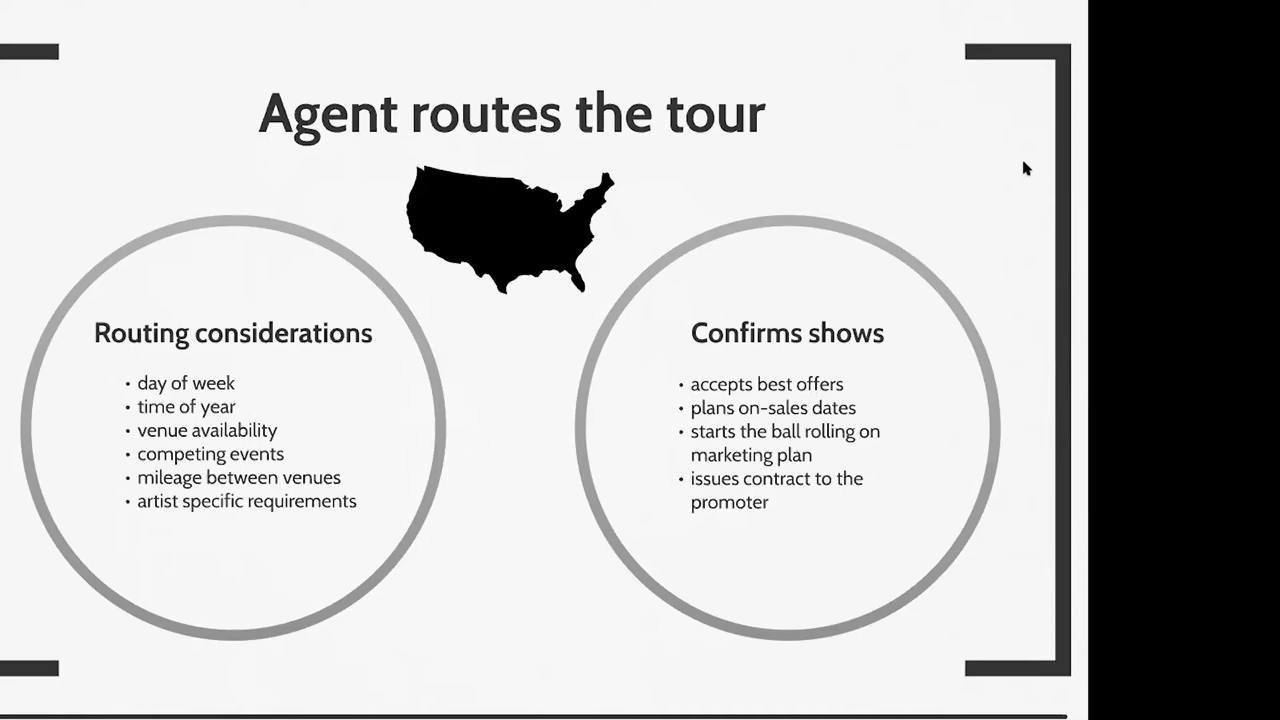 Agent routes the tour
Routing considerations
• day of week
• time of year
• venue availability
• competing events
• mileage between venues
• artist specific requirements
Confirms shows
• accepts best offers
• plans on-sales dates
• starts the ball rolling on
marketing plan
• issues contract to the
promoter